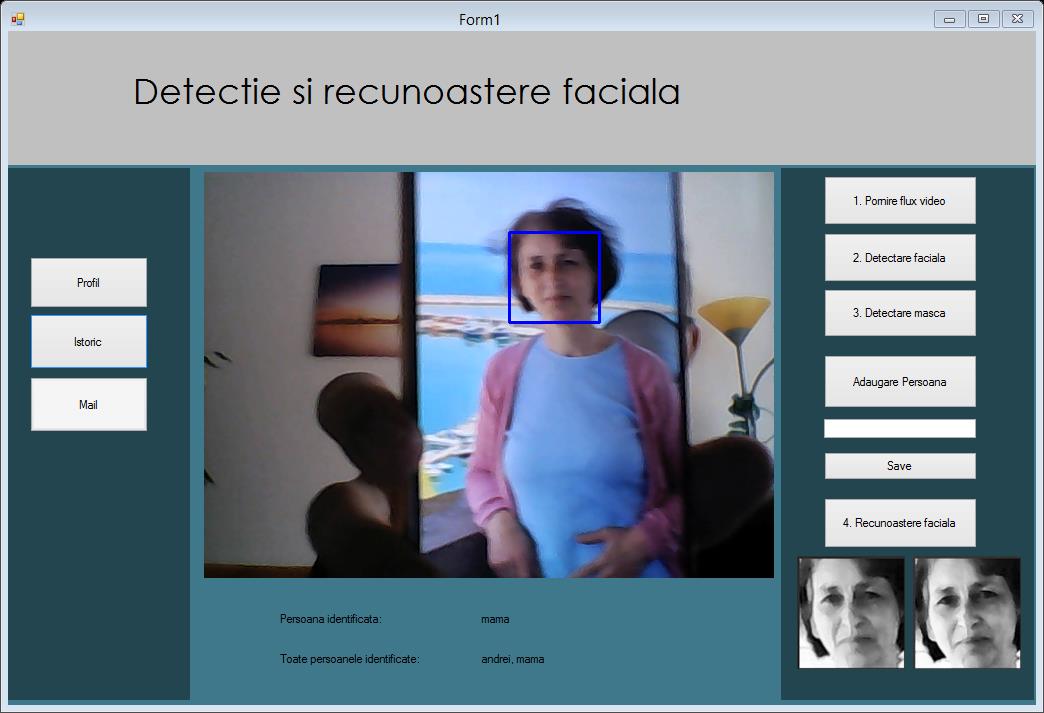 Form1
Detectie si recunoastere faciala
Profil
Istoric
Mail
1. Pornire flux video
2. Detectare faciala
3. Detectare masca
Adaugare Persoana
Save
4. Recunoastere faciala
Persoana identificata: mama
Toate persoanele identificate: andrei, mama